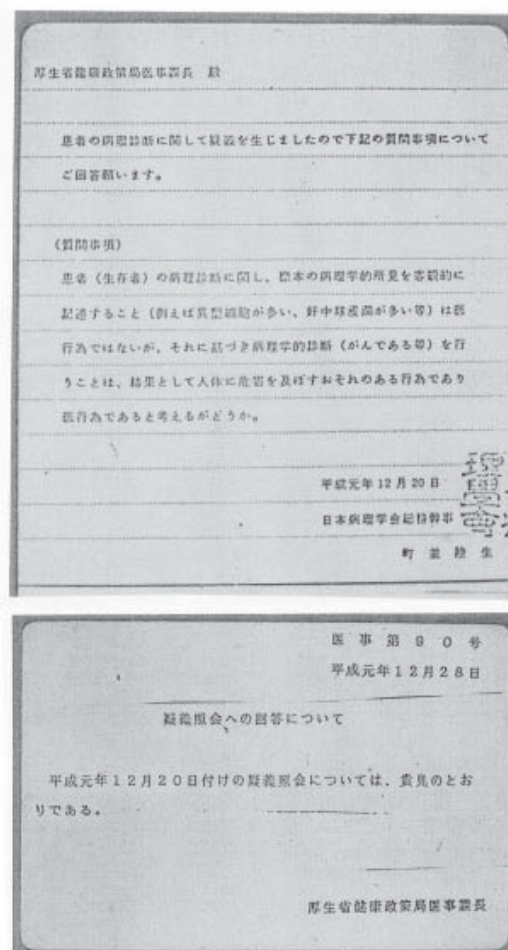 厚生省健康政策局医事課長　殿
患者の病理診断に関して疑義を生じましたので下記の質問事項について
ご回答願います。
（質問事項）
患者（生存者）の病理診断に関し、標本の病理学的所見を客観的に
記述すること（例えば異型細胞が多い、好中球浸潤が多い等）は医
行為ではないが、それに基づき病理学的診断（がんである等）を行
うことは、結果として人体に危害を及ぼすおそれのある行為であり
医行為であると考えるがどうか。
平成元年１２月２０日
日本病理学会総務幹事
町並陸生
医事第９０号
平成元年１２月２８日
疑義照会への回答について
平成元年１２月２０日付けの疑義照会については、貴見のとお
りである。
厚生省健康政策局医事課長